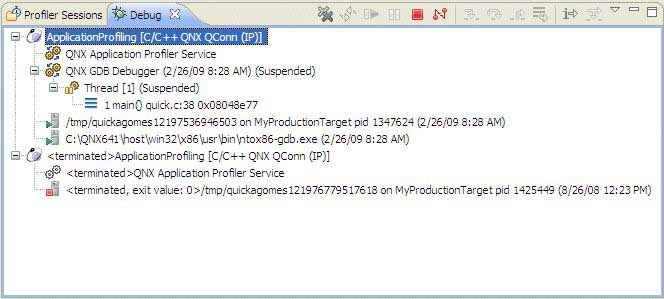 Profiler Sessions Debug
ApplicationProfiling [C/C++ QNX QConn (IP)]
QNX Application Profiler Service
QNX GDB Debugger (2/26/09 8:28 AM) (Suspended)
Thread [1] (Suspended)
1 main() quick.c:38 0x08048e77
/tmp/quickagomes12197536946503 on MyProductionTarget pid 1347624 (2/26/09 8:28 AM)
C:\QNX641\host\win32\x86\usr\bin\ntox86-gdb.exe (2/26/09 8:28 AM)
<terminated>ApplicationProfiling [C/C++ QNX QConn (IP)]
<terminated>QNX Application Profiler Service
<terminated, exit value: 0>/tmp/quickagomes121976779517618 on MyProductionTarget pid 1425449 (8/26/08 12:23 PM)